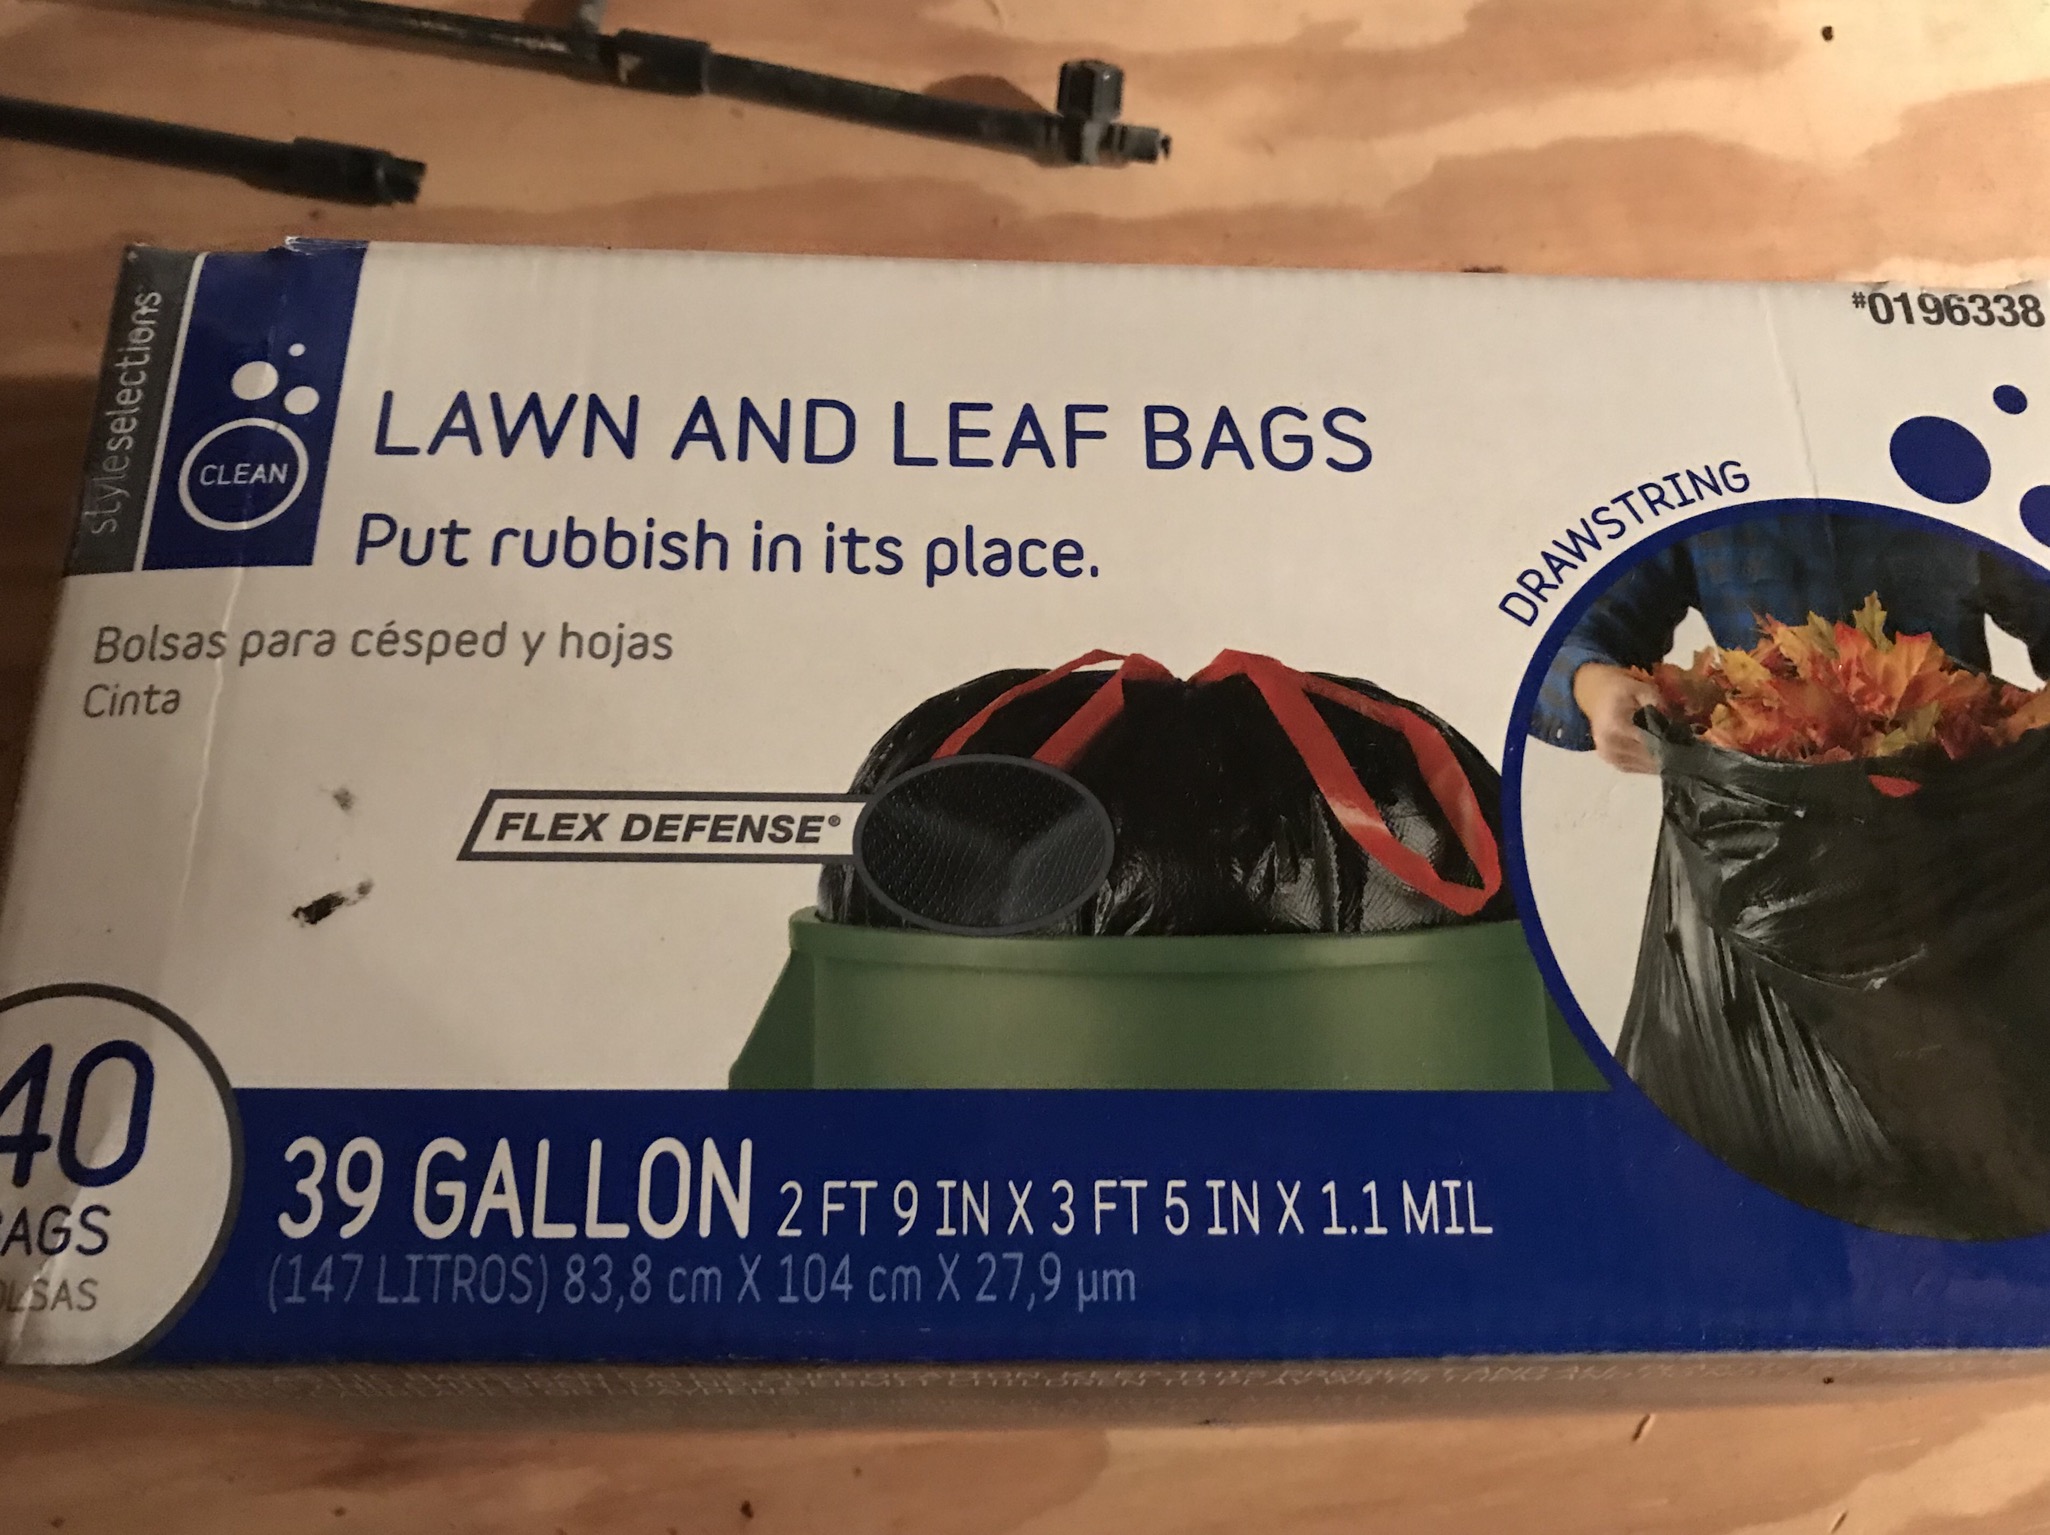 #0196338
styleselections
CLEAN
LAWN AND LEAF BAGS
Put rubbish in its place.
DRAWSTRING
Bolsas para césped y hojas
Cinta
FLEX DEFENSE®
40
BAGS
BOLSAS
39 GALLON 2 FT 9 IN X 3 FT 5 IN X 1.1 MIL
(147 LITROS) 83,8 cm X 104 cm X 27,9 µm